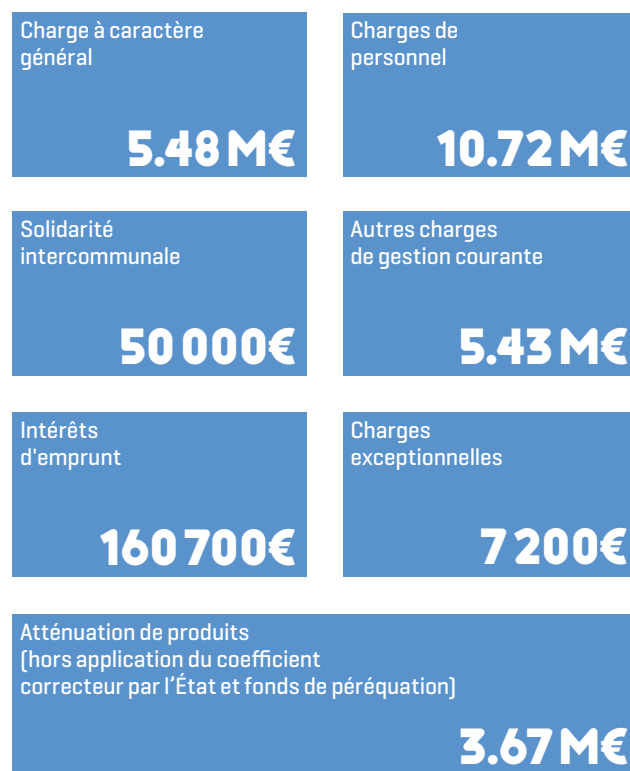 Charge à caractère
général
5.48 M€
Charges de
personnel
10.72 M€
Solidarité
intercommunale
50 000€
Autres charges
de gestion courante
5.43 M€
Intérêts
d'emprunt
160 700€
Charges
exceptionnelles
7 200€
Atténuation de produits
(hors application du coefficient
correcteur par l’État et fonds de péréquation)
3.67 M€